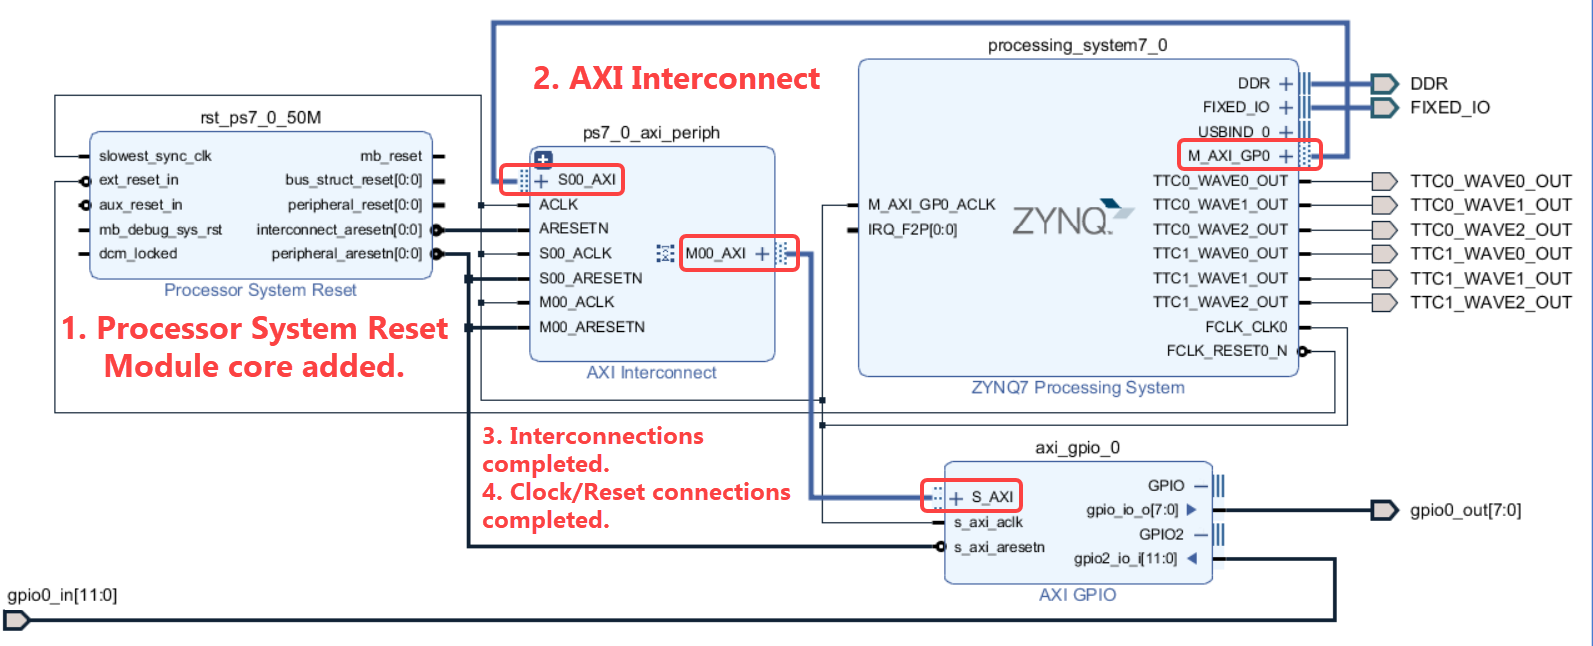 2. AXI Interconnect
1. Processor System Reset
Module core added.
3. Interconnections
completed.
4. Clock/Reset connections
completed.
rst_ps7_0_50M
slowest_sync_clk
ext_reset_in
aux_reset_in
mb_debug_sys_rst
dcm_locked
mb_reset
bus_struct_reset[0:0]
peripheral_reset[0:0]
interconnect_aresetn[0:0]
peripheral_aresetn[0:0]
Processor System Reset
ps7_0_axi_periph
S00_AXI
ACLK
ARESETN
S00_ACLK
S00_ARESETN
M00_ACLK
M00_ARESETN
M00_AXI
AXI Interconnect
processing_system7_0
M_AXI_GP0_ACLK
IRQ_F2P[0:0]
ZYNQ
DDR
FIXED_IO
USBIND_0
M_AXI_GP0
TTC0_WAVE0_OUT
TTC0_WAVE1_OUT
TTC0_WAVE2_OUT
TTC1_WAVE0_OUT
TTC1_WAVE1_OUT
TTC1_WAVE2_OUT
FCLK_CLK0
FCLK_RESET0_N
ZYNQ7 Processing System
DDR
FIXED_IO
TTC0_WAVE0_OUT
TTC0_WAVE1_OUT
TTC0_WAVE2_OUT
TTC1_WAVE0_OUT
TTC1_WAVE1_OUT
TTC1_WAVE2_OUT
axi_gpio_0
S_AXI
s_axi_aclk
s_axi_aresetn
GPIO
gpio_io_o[7:0]
GPIO2
gpio2_io_i[11:0]
AXI GPIO
gpio0_out[7:0]
gpio0_in[11:0]